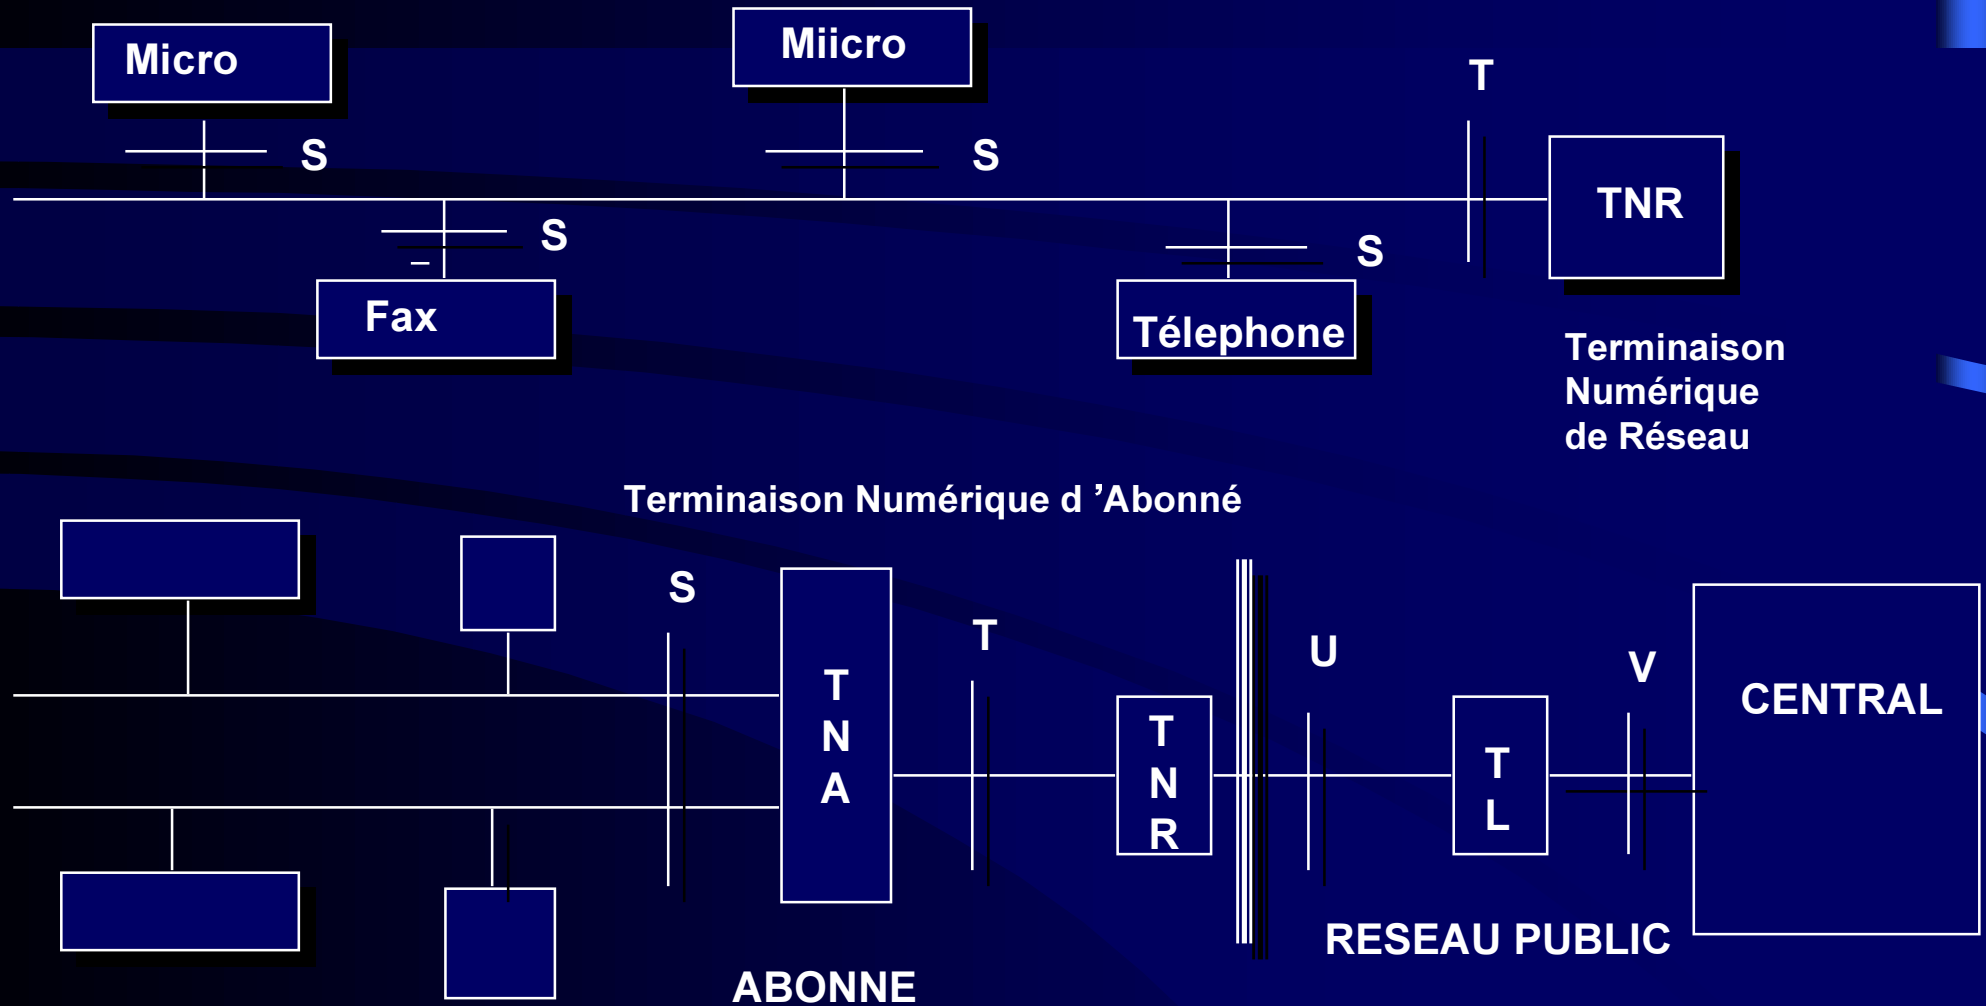 Micro
Miicro
T
S
S
TNR
S
S
Fax
Télephone
Terminaison
Numérique
de Réseau
Terminaison Numérique d ’Abonné
S
T
U
V
T
N
A
T
N
R
T
L
CENTRAL
RESEAU PUBLIC
ABONNE